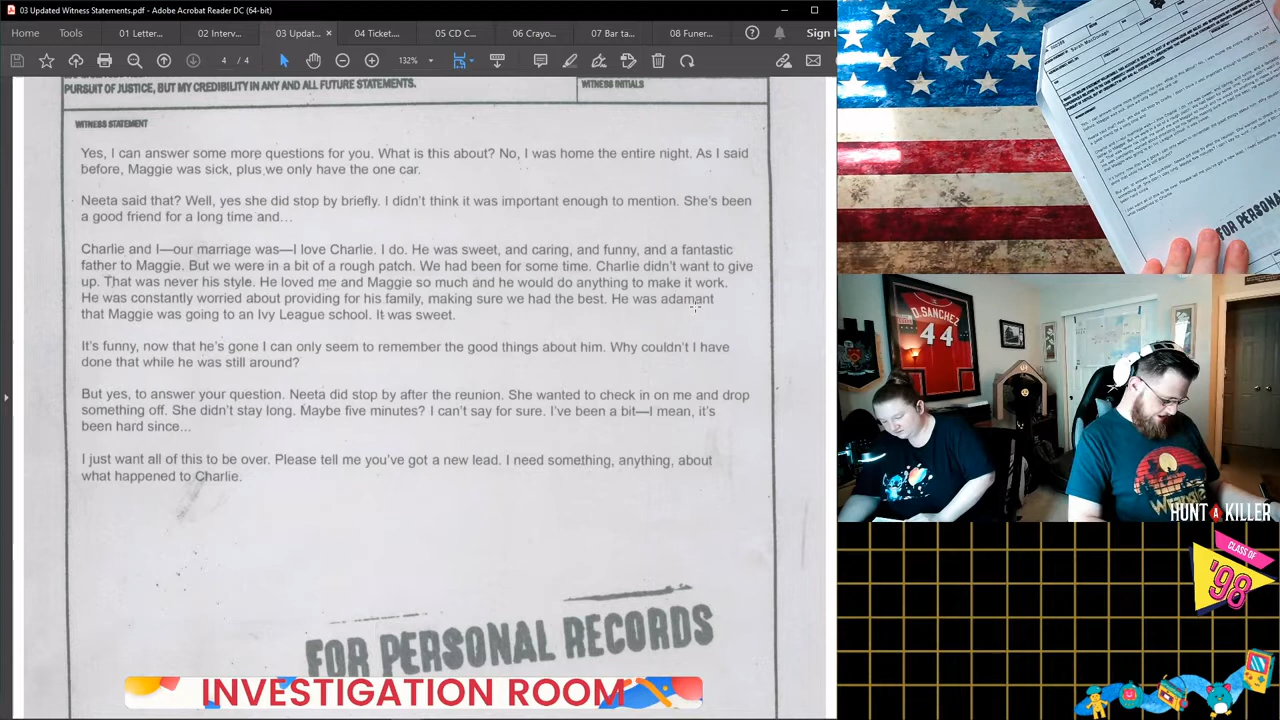 03 Updated Witness Statements.pdf - Adobe Acrobat Reader DC (64-bit)
Home
Tools
01 Letter...
02 Interv...
03 Updat...
04 Ticket....
05 CD C...
06 Crayo...
07 Bar ta...
08 Funer...
Sign I
4 / 4
132%
PURSUIT OF JUSTICE, BUT MY CREDIBILITY IN ANY AND ALL FUTURE STATEMENTS.
WITNESS INITIALS
WITNESS STATEMENT
Yes, I can answer some more questions for you. What is this about? No, I was home the entire night. As I said
before, Maggie was sick, plus we only have the one car.
Neeta said that? Well, yes she did stop by briefly. I didn't think it was important enough to mention. She's been
a good friend for a long time and…
Charlie and I—our marriage was—I love Charlie. I do. He was sweet, and caring, and funny, and a fantastic
father to Maggie. But we were in a bit of a rough patch. We had been for some time. Charlie didn't want to give
up. That was never his style. He loved me and Maggie so much and he would do anything to make it work.
He was constantly worried about providing for his family, making sure we had the best. He was adamant
that Maggie was going to an Ivy League school. It was sweet.
It's funny, now that he's gone I can only seem to remember the good things about him. Why couldn't I have
done that while he was still around?
But yes, to answer your question. Neeta did stop by after the reunion. She wanted to check in on me and drop
something off. She didn't stay long. Maybe five minutes? I can't say for sure. I've been a bit—I mean, it's
been hard since...
I just want all of this to be over. Please tell me you've got a new lead. I need something, anything, about
what happened to Charlie.
FOR PERSONAL RECORDS
INVESTIGATION ROOM
FOR PERSONAL
D.SANCHEZ
44
Wrangler
HUNT A KILLER
CLASS OF
'98